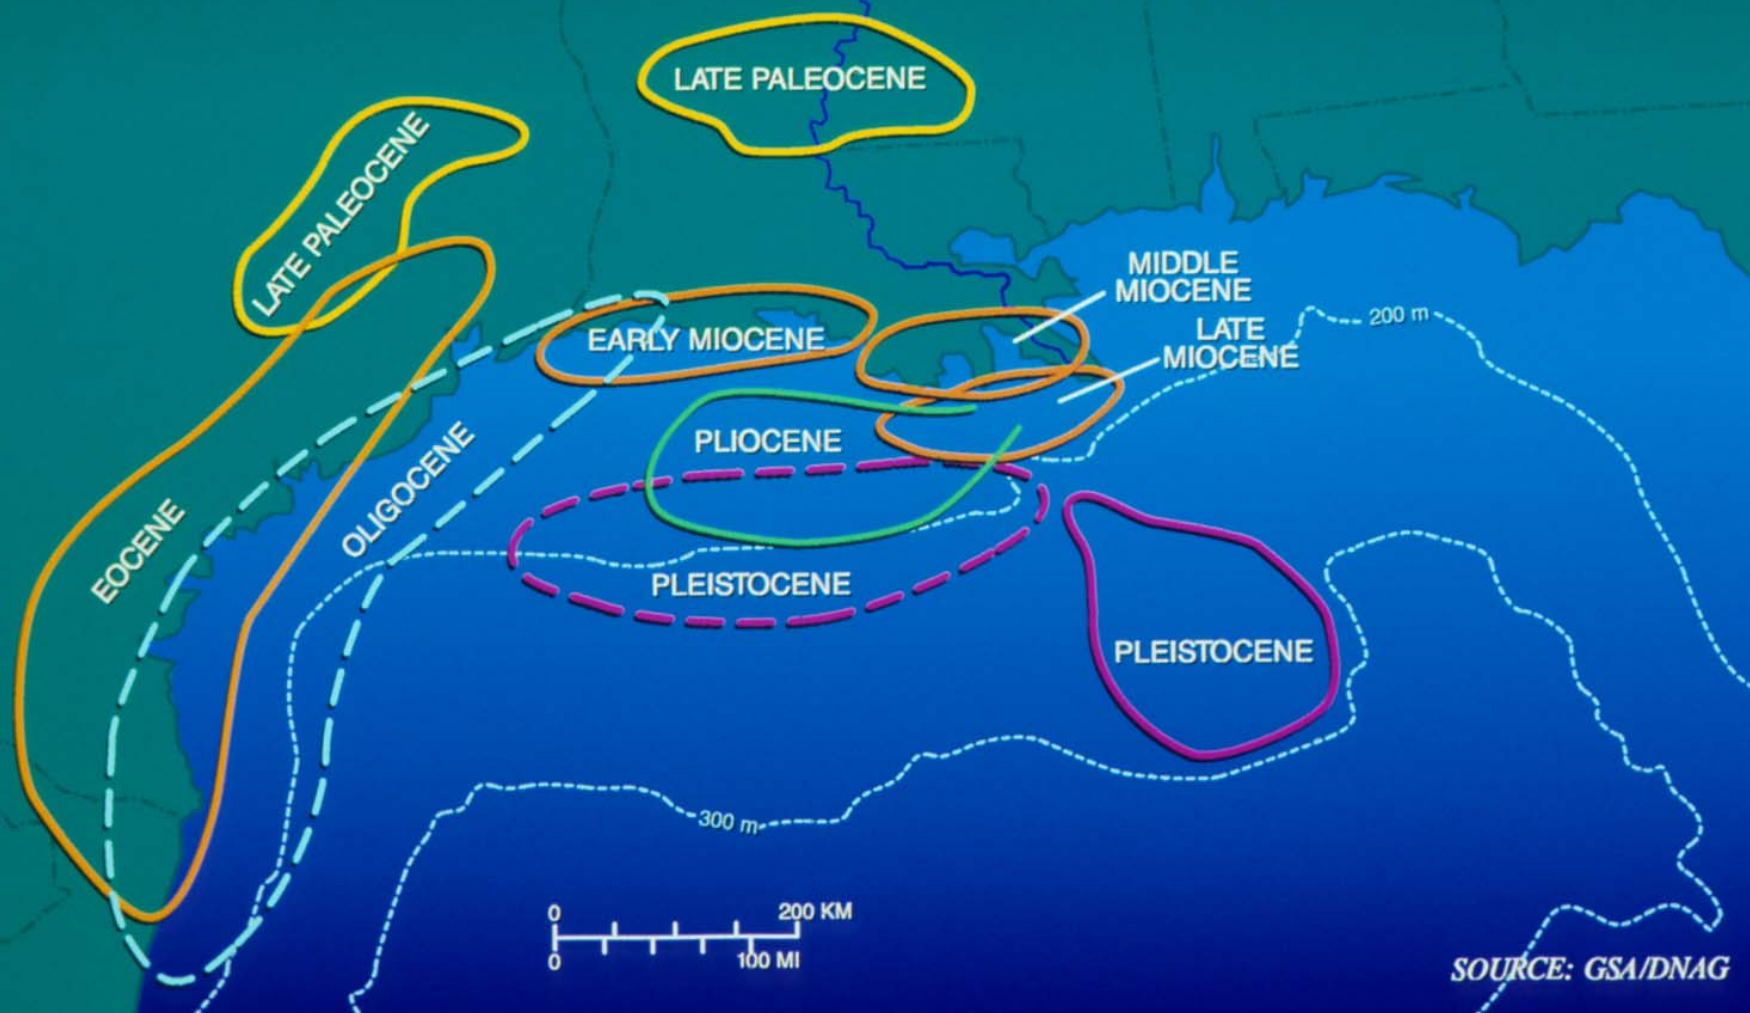 LATE PALEOCENE
LATE PALEOCENE
MIDDLE
MIOCENE
200 m
LATE
MIOCENE
EARLY MIOCENE
PLIOCENE
OLIGOCENE
EOCENE
PLEISTOCENE
PLEISTOCENE
300 m
0 200 KM
0 100 MI
SOURCE: GSA/DNAG